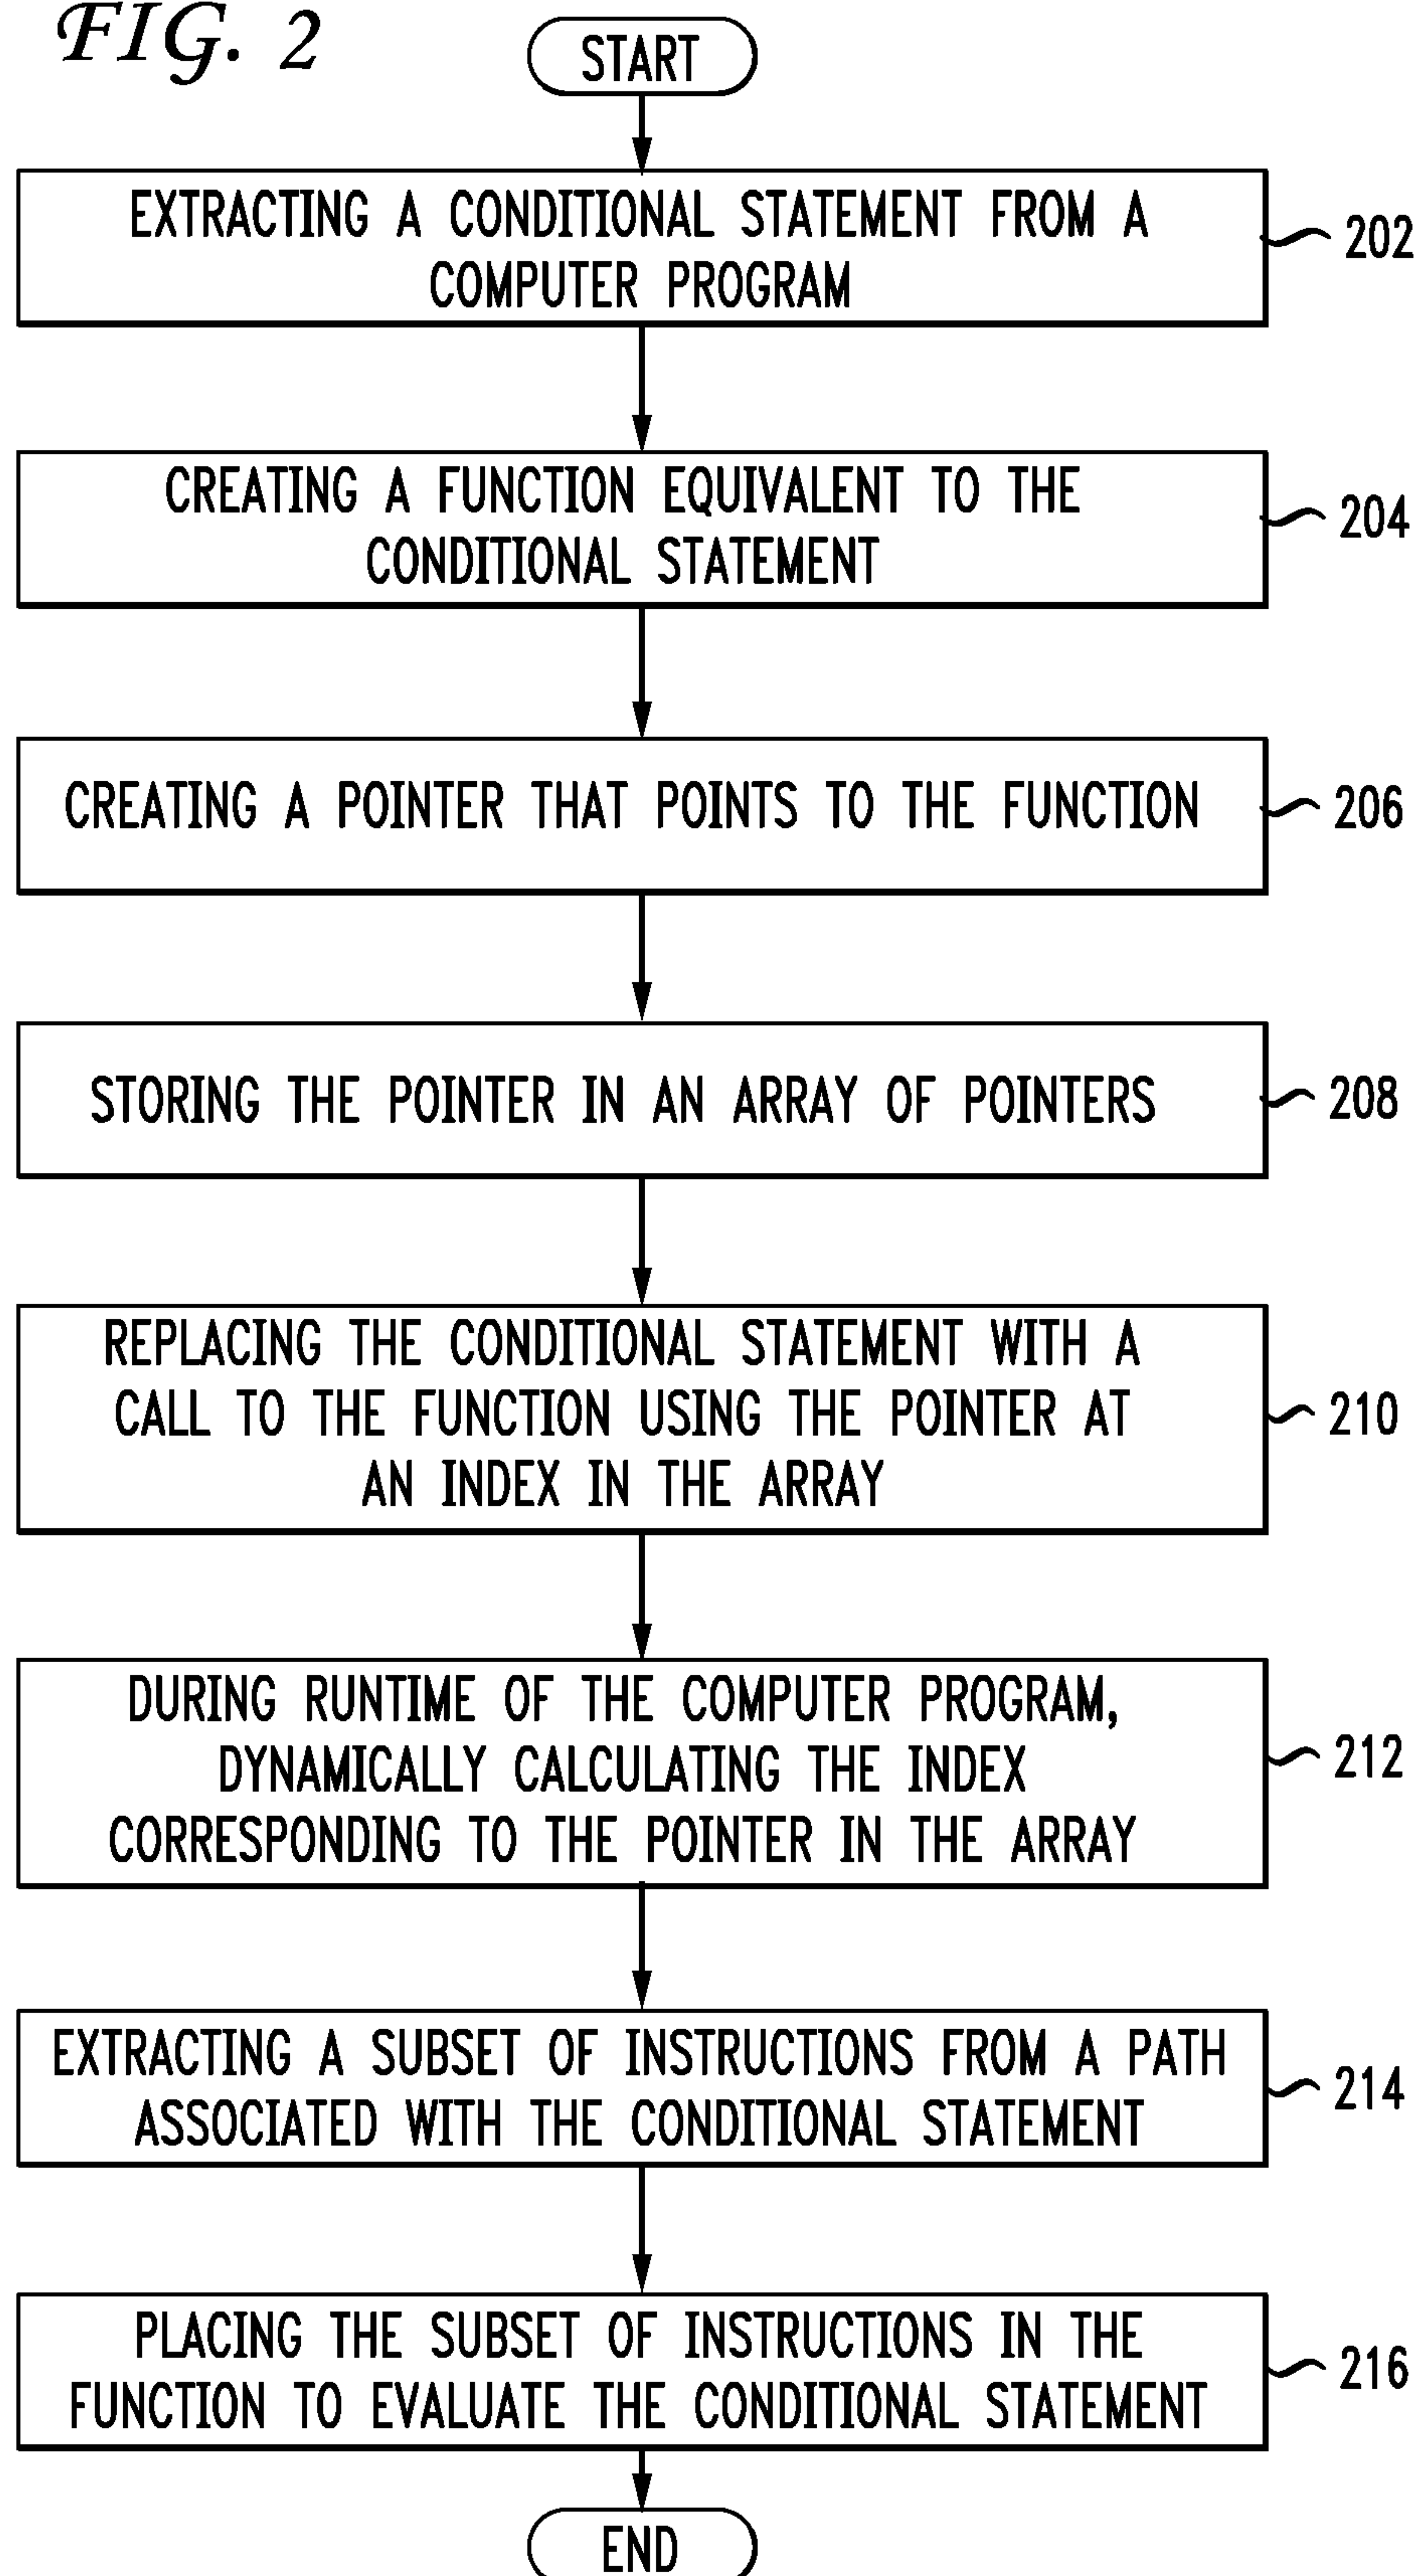 FIG. 2
START
EXTRACTING A CONDITIONAL STATEMENT FROM A
COMPUTER PROGRAM
202
CREATING A FUNCTION EQUIVALENT TO THE
CONDITIONAL STATEMENT
204
CREATING A POINTER THAT POINTS TO THE FUNCTION
206
STORING THE POINTER IN AN ARRAY OF POINTERS
208
REPLACING THE CONDITIONAL STATEMENT WITH A
CALL TO THE FUNCTION USING THE POINTER AT
AN INDEX IN THE ARRAY
210
DURING RUNTIME OF THE COMPUTER PROGRAM,
DYNAMICALLY CALCULATING THE INDEX
CORRESPONDING TO THE POINTER IN THE ARRAY
212
EXTRACTING A SUBSET OF INSTRUCTIONS FROM A PATH
ASSOCIATED WITH THE CONDITIONAL STATEMENT
214
PLACING THE SUBSET OF INSTRUCTIONS IN THE
FUNCTION TO EVALUATE THE CONDITIONAL STATEMENT
216
END